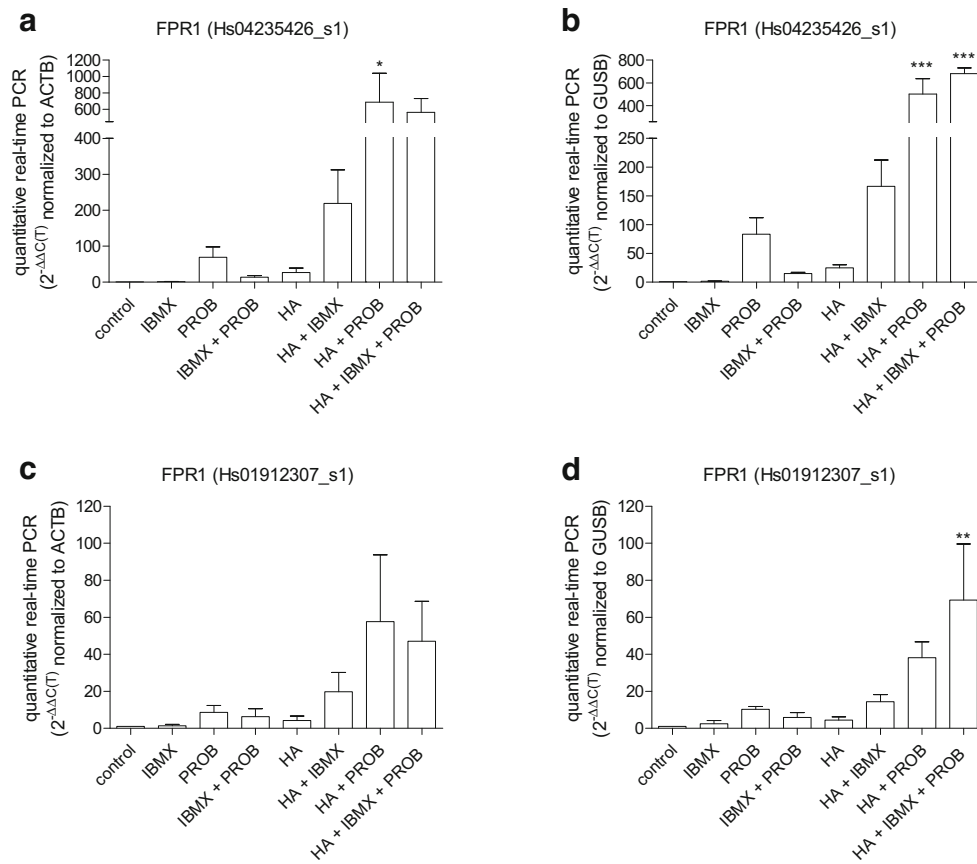 a
FPR1 (Hs04235426_s1)
quantitative real-time PCR
(2^-ΔΔC(T) normalized to ACTB)
1200
1000
800
600
400
300
200
100
0
*
control
IBMX
PROB
IBMX + PROB
HA
HA + IBMX
HA + PROB
HA + IBMX + PROB
b
FPR1 (Hs04235426_s1)
quantitative real-time PCR
(2^-ΔΔC(T) normalized to GUSB)
800
600
400
250
200
150
100
50
0
***
***
control
IBMX
PROB
IBMX + PROB
HA
HA + IBMX
HA + PROB
HA + IBMX + PROB
c
FPR1 (Hs01912307_s1)
quantitative real-time PCR
(2^-ΔΔC(T) normalized to ACTB)
120
100
80
60
40
20
0
control
IBMX
PROB
IBMX + PROB
HA
HA + IBMX
HA + PROB
HA + IBMX + PROB
d
FPR1 (Hs01912307_s1)
quantitative real-time PCR
(2^-ΔΔC(T) normalized to GUSB)
120
100
80
60
40
20
0
**
control
IBMX
PROB
IBMX + PROB
HA
HA + IBMX
HA + PROB
HA + IBMX + PROB